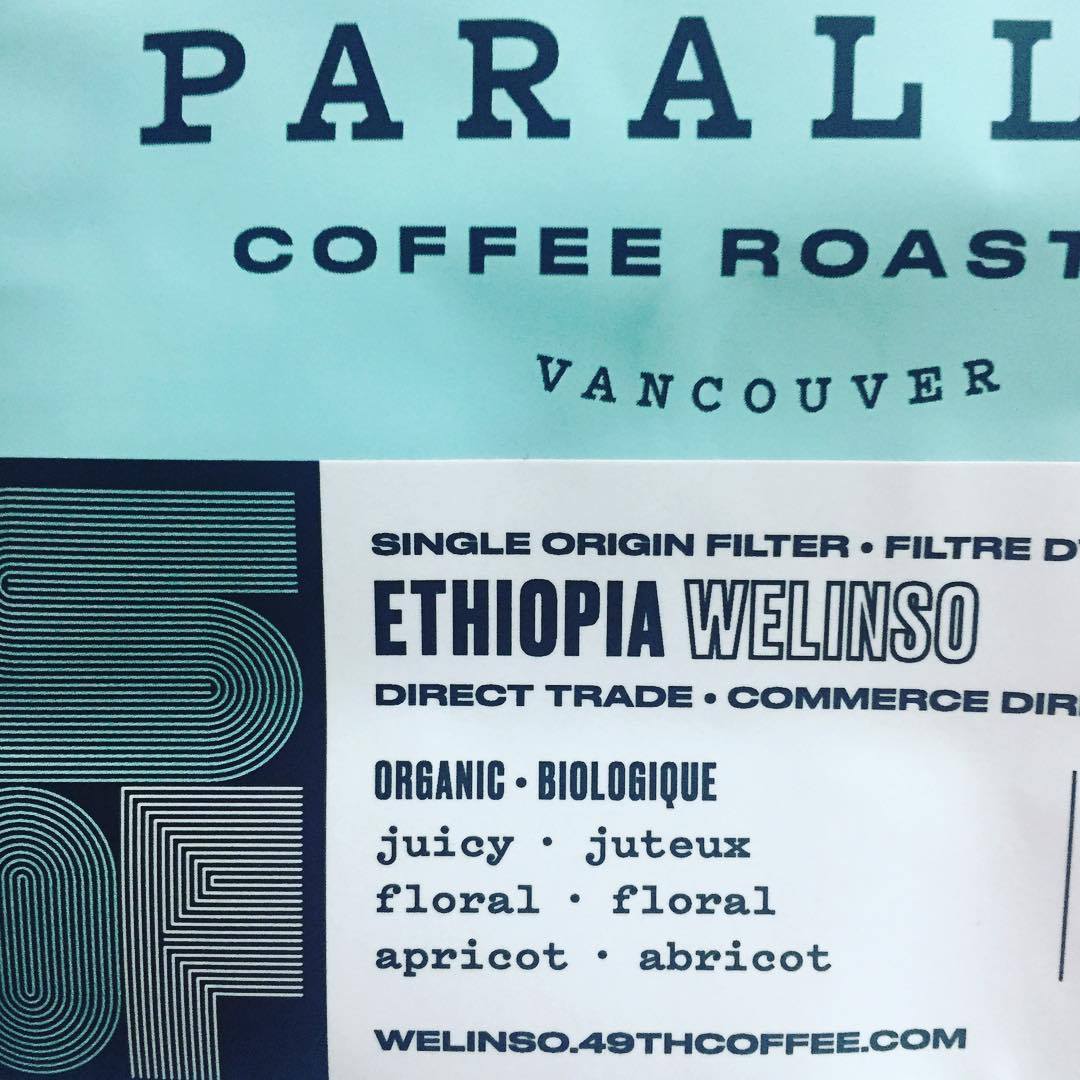 PARALL
COFFEE ROAST
VANCOUVER
SINGLE ORIGIN FILTER • FILTRE D'
ETHIOPIA WELINSO
DIRECT TRADE • COMMERCE DIR
ORGANIC • BIOLOGIQUE
juicy · juteux
floral · floral
apricot · abricot
WELINSO.49THCOFFEE.COM